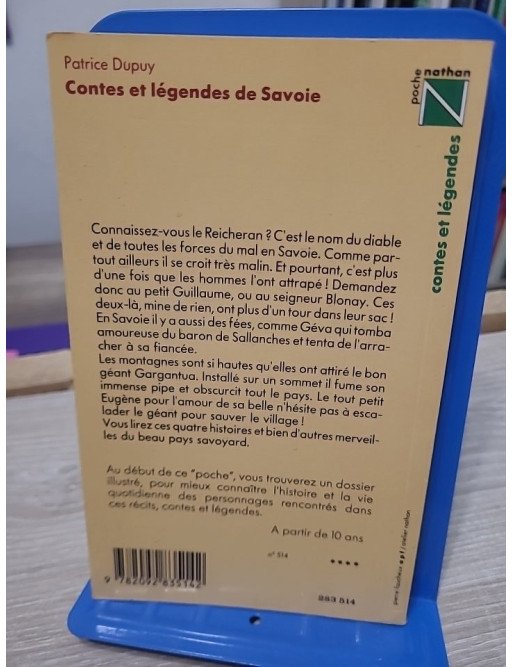 Patrice Dupuy
Contes et légendes de Savoie
poche nathan
contes et légendes
Connaissez-vous le Reicheran ? C'est le nom du diable
et de toutes les forces du mal en Savoie. Comme par-
tout ailleurs il se croit très malin. Et pourtant, c'est plus
d'une fois que les hommes l'ont attrapé ! Demandez
donc au petit Guillaume, ou au seigneur Blonay. Ces
deux-là, mine de rien, ont plus d'un tour dans leur sac !
En Savoie il y a aussi des fées, comme Géva qui tomba
amoureuse du baron de Sallanches et tenta de l'arra-
cher à sa fiancée.
Les montagnes sont si hautes qu'elles ont attiré le bon
géant Gargantua. Installé sur un sommet il fume son
immense pipe et obscurcit tout le pays. Le tout petit
Eugène pour l'amour de sa belle n'hésite pas à esca-
lader le géant pour sauver le village !
Vous lirez ces quatre histoires et bien d'autres merveil-
les du beau pays savoyard.
Au début de ce "poche", vous trouverez un dossier
illustré, pour mieux connaître l'histoire et la vie
quotidienne des personnages rencontrés dans
ces récits, contes et légendes.
A partir de 10 ans
n° 514
••••
9 782092 835142
283 514
pierre faucheux a p f / atelier nathan